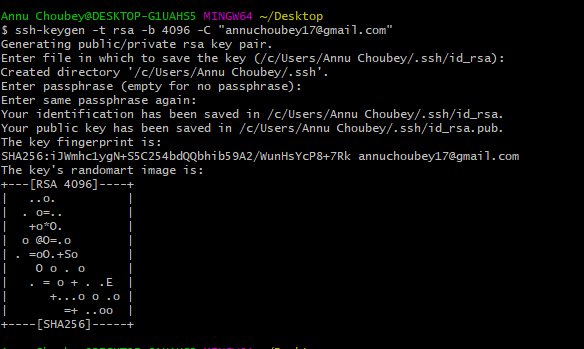 Annu Choubey@DESKTOP-G1UAHS5 MINGW64 ~/Desktop
$ ssh-keygen -t rsa -b 4096 -C "annuchoubey17@gmail.com"
Generating public/private rsa key pair.
Enter file in which to save the key (/c/Users/Annu Choubey/.ssh/id_rsa):
Created directory '/c/Users/Annu Choubey/.ssh'.
Enter passphrase (empty for no passphrase):
Enter same passphrase again:
Your identification has been saved in /c/Users/Annu Choubey/.ssh/id_rsa.
Your public key has been saved in /c/Users/Annu Choubey/.ssh/id_rsa.pub.
The key fingerprint is:
SHA256:iJWmhc1ygN+S5C254bdQQbhib59A2/WunHsYcP8+7Rk annuchoubey17@gmail.com
The key's randomart image is:
+---[RSA 4096]----+
|   ..o.          |
|  . o=..         |
|   +o*O.         |
|  o @O=.o        |
| . =oO.+So       |
|    O o . o      |
|   . = o + . .E  |
|      +...o o .o |
|        =+ ..oo  |
+----[SHA256]-----+